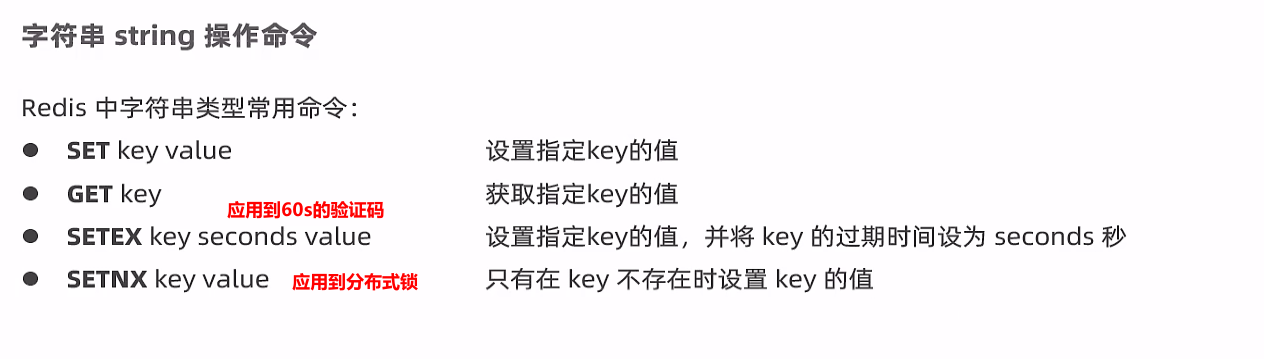 字符串 string 操作命令
Redis 中字符串类型常用命令：
● SET key value 设置指定key的值
● GET key 获取指定key的值
应用到60s的验证码
● SETEX key seconds value 设置指定key的值，并将 key 的过期时间设为 seconds 秒
● SETNX key value 应用到分布式锁 只有在 key 不存在时设置 key 的值